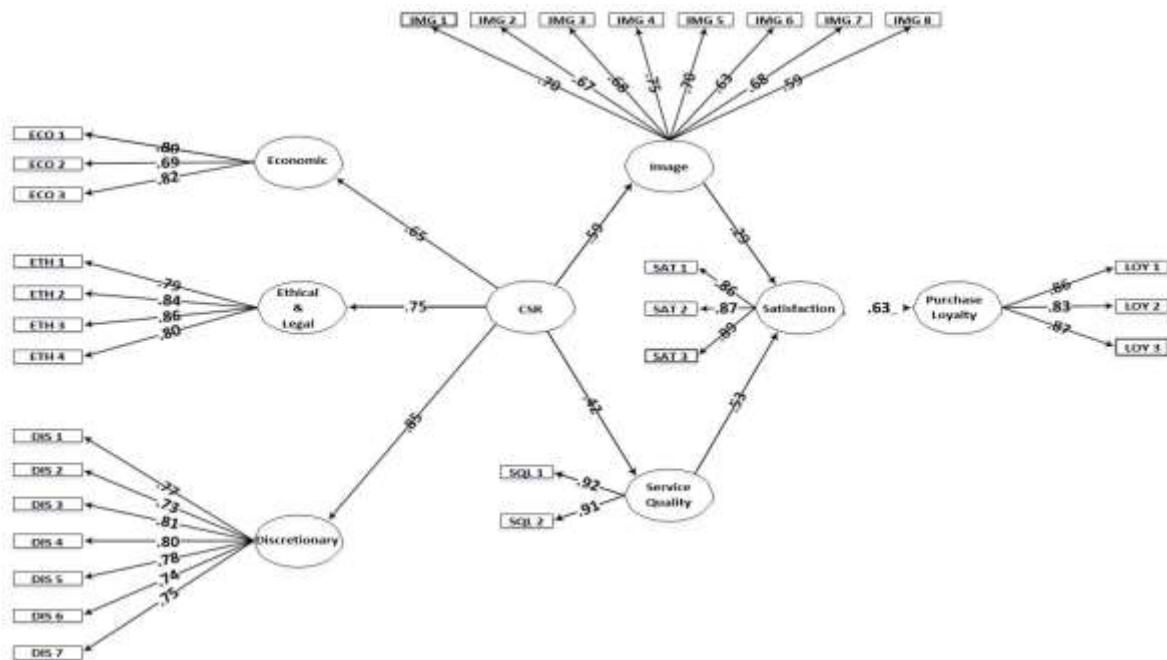 IMG 1 IMG 2 IMG 3 IMG 4 IMG 5 IMG 6 IMG 7 IMG 8
.70 .67 .68 .75 .70 .63 .68 .59
ECO 1
ECO 2
ECO 3
.80
.69
.82
Economic
Image
.65
.59
.29
ETH 1
ETH 2
ETH 3
ETH 4
.79
.84
.86
.80
Ethical
&
Legal
.75
CSR
SAT 1
SAT 2
SAT 3
.86
.87
.89
Satisfaction
.63
Purchase
Loyalty
.86
.83
.87
LOY 1
LOY 2
LOY 3
.85
.42
.53
DIS 1
DIS 2
DIS 3
DIS 4
DIS 5
DIS 6
DIS 7
.77
.73
.81
.80
.78
.74
.75
Discretionary
SQL 1
SQL 2
.92
.91
Service
Quality